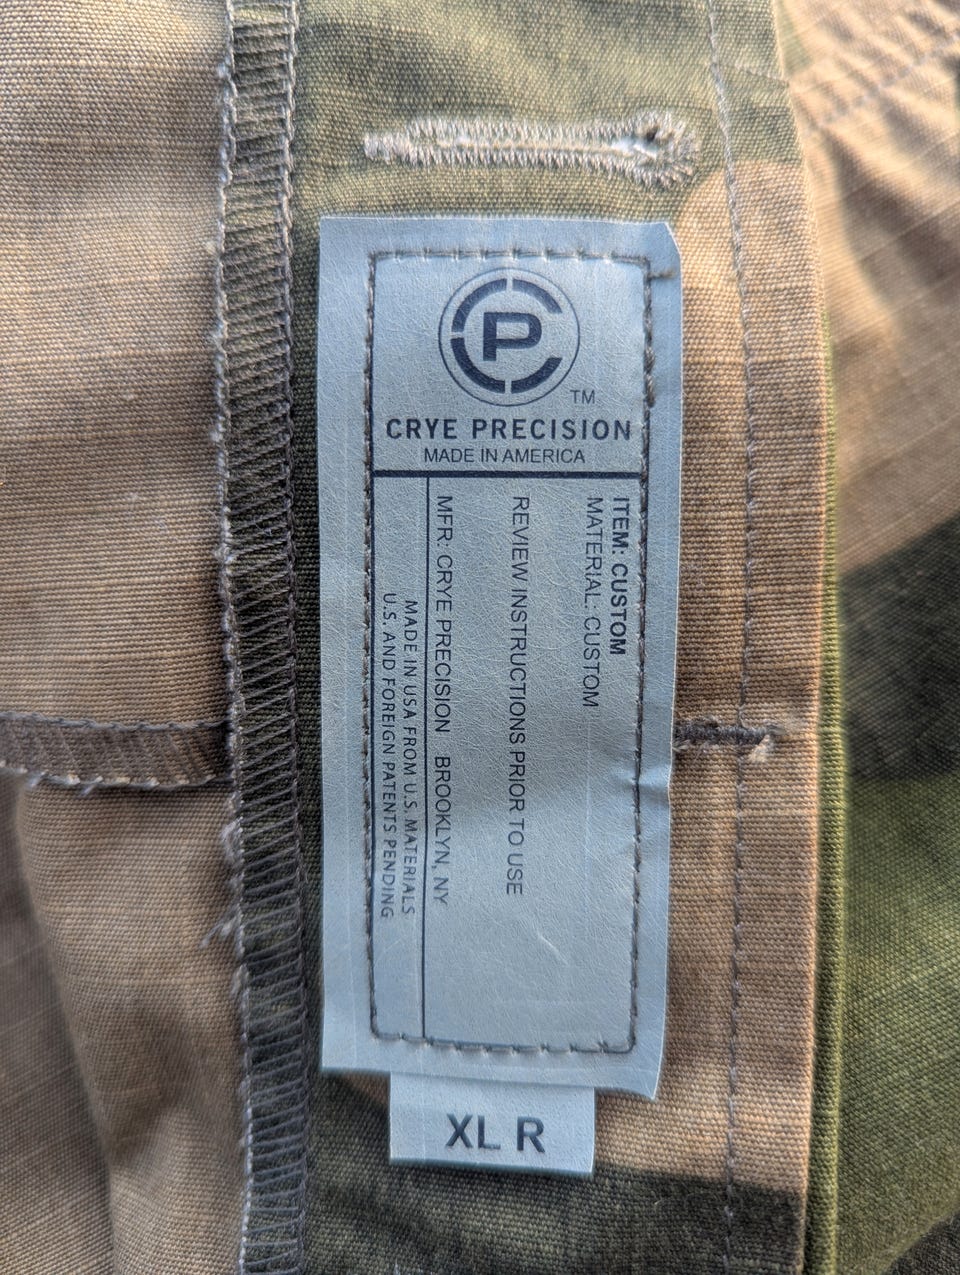 CP
TM
CRYE PRECISION
MADE IN AMERICA
ITEM: CUSTOM
MATERIAL: CUSTOM
REVIEW INSTRUCTIONS PRIOR TO USE
MFR: CRYE PRECISION BROOKLYN, NY
MADE IN USA FROM U.S. MATERIALS
U.S. AND FOREIGN PATENTS PENDING
XL R